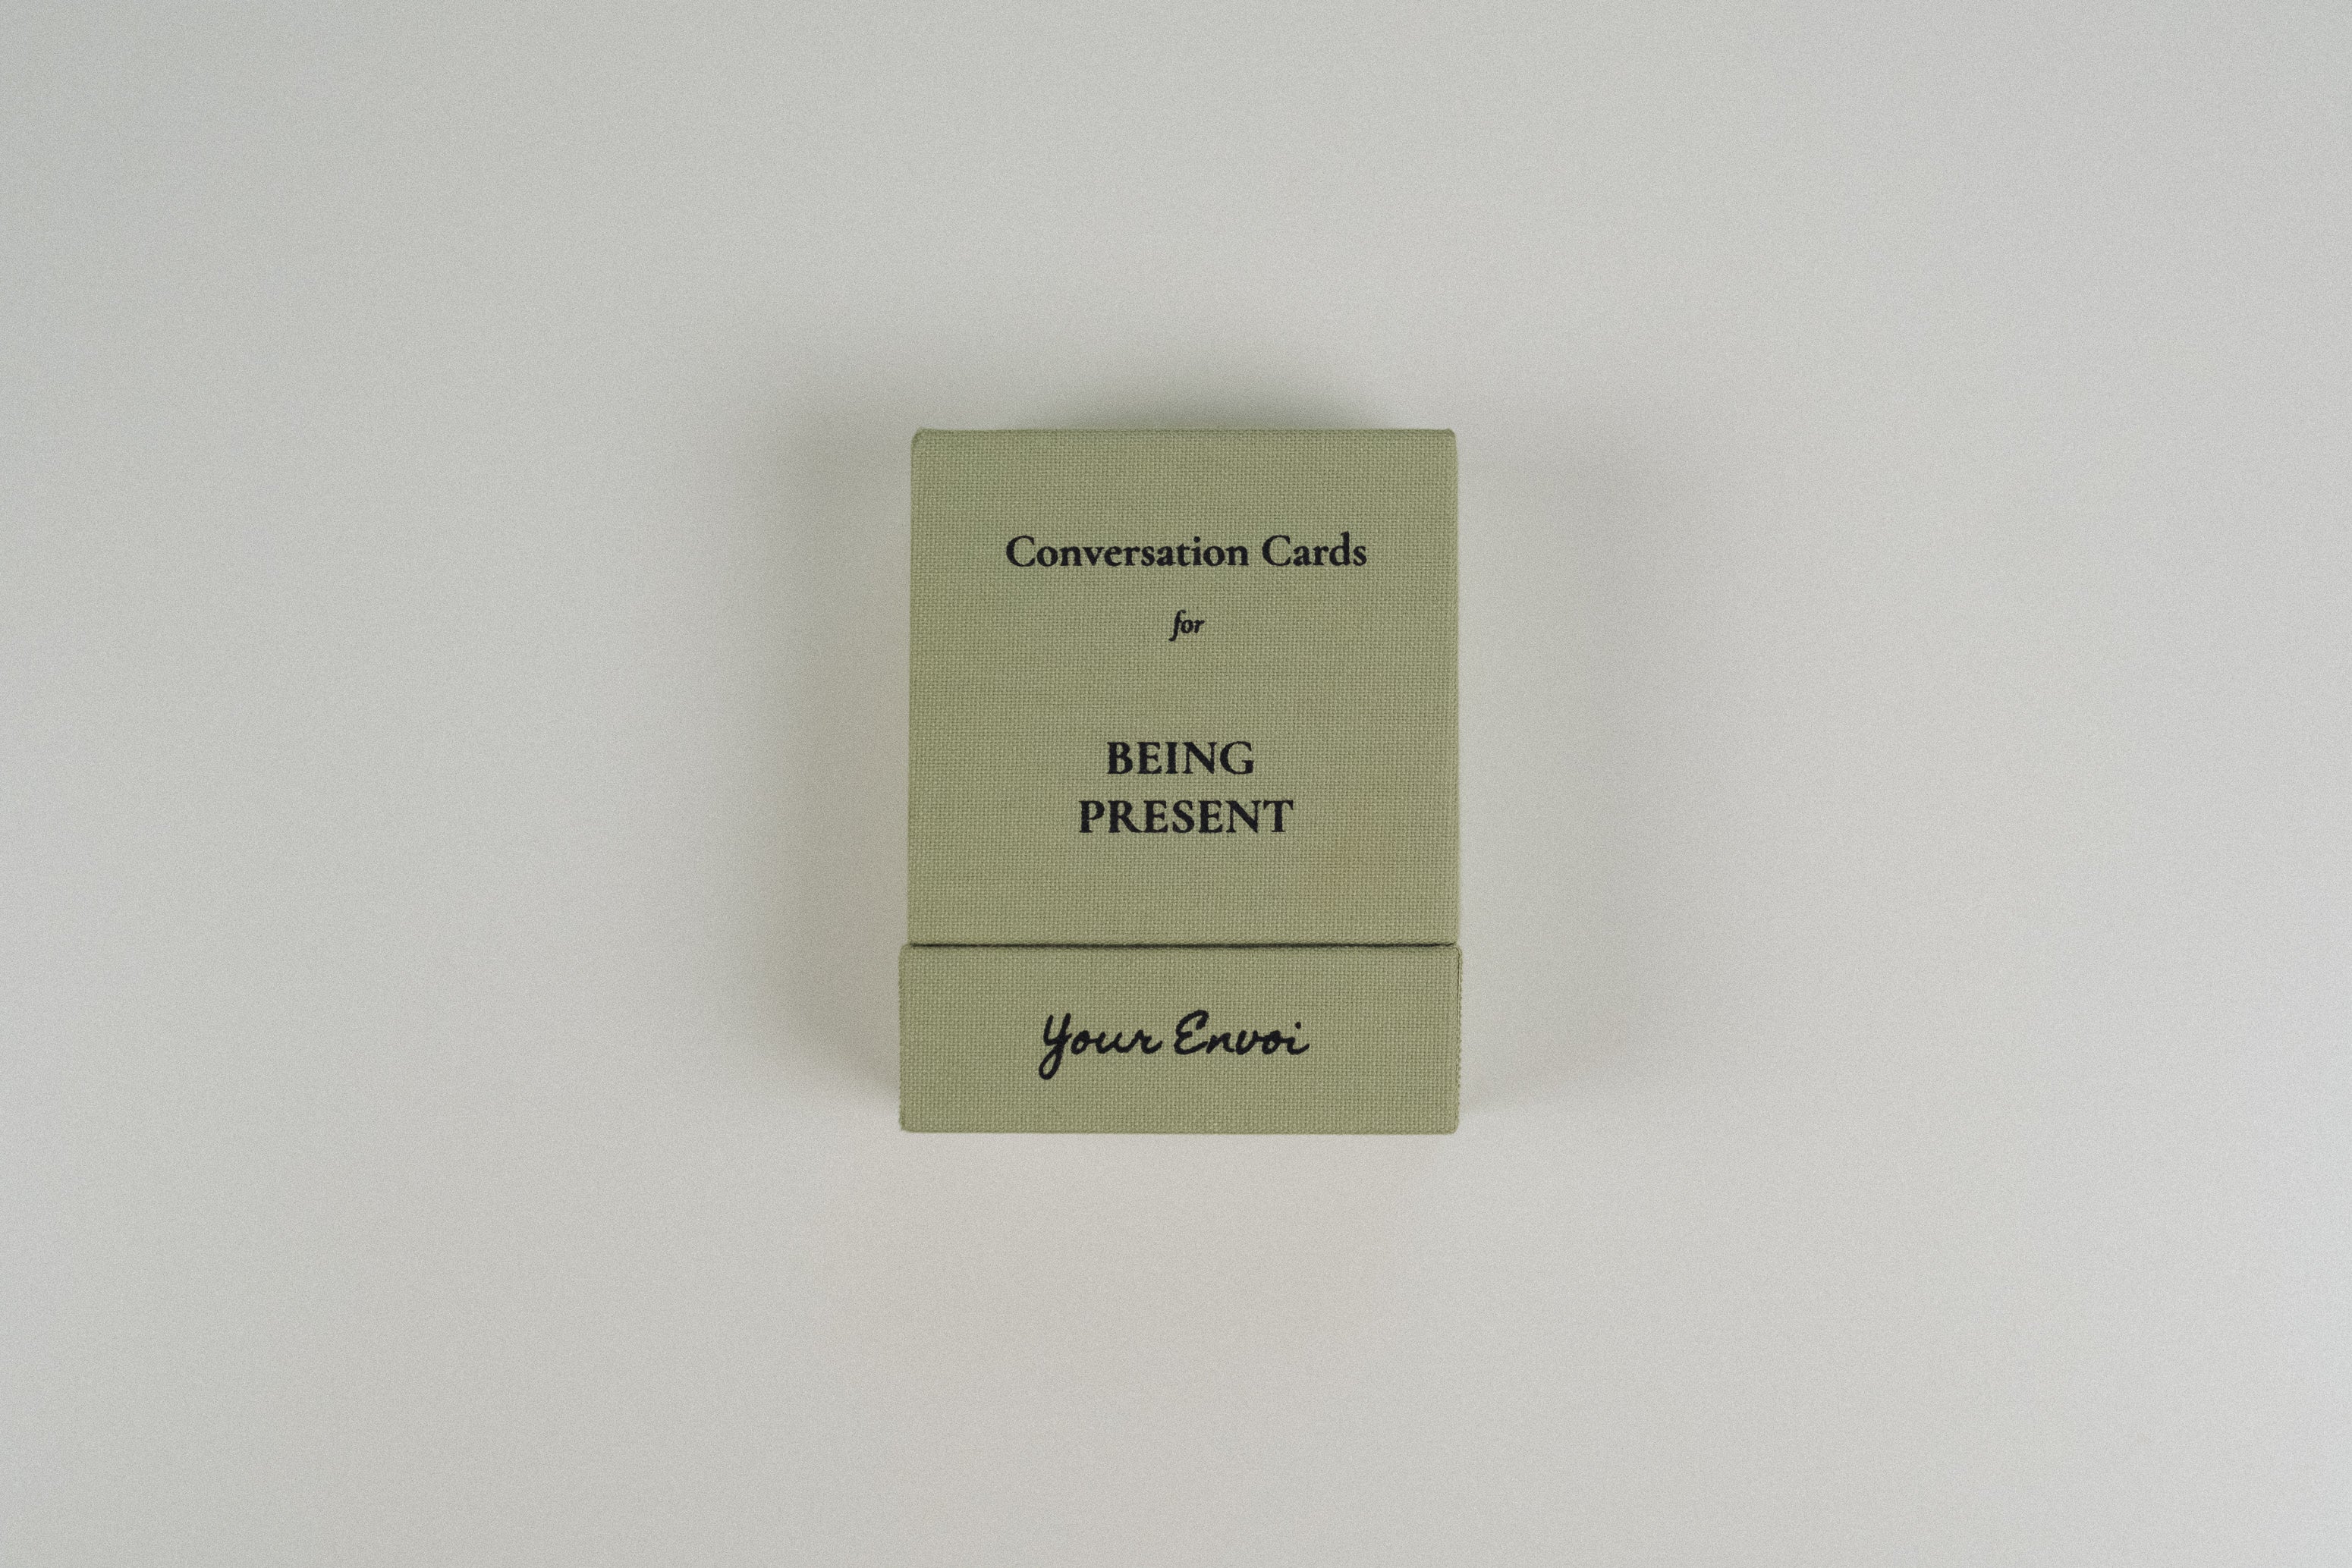 Conversation Cards
for
BEING
PRESENT
Your Envoi